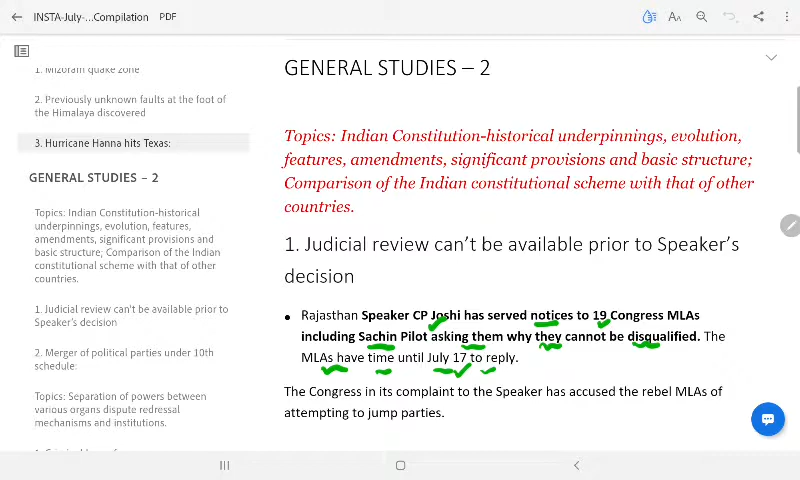 INSTA-July-...Compilation PDF
1. Mizoram quake zone
2. Previously unknown faults at the foot of
the Himalaya discovered
3. Hurricane Hanna hits Texas:
GENERAL STUDIES – 2
Topics: Indian Constitution-historical
underpinnings, evolution, features,
amendments, significant provisions and
basic structure; Comparison of the Indian
constitutional scheme with that of other
countries.
1. Judicial review can't be available prior to
Speaker's decision
2. Merger of political parties under 10th
schedule:
Topics: Separation of powers between
various organs dispute redressal
mechanisms and institutions.
GENERAL STUDIES – 2
Topics: Indian Constitution-historical underpinnings, evolution,
features, amendments, significant provisions and basic structure;
Comparison of the Indian constitutional scheme with that of other
countries.
1. Judicial review can't be available prior to Speaker's
decision
• Rajasthan Speaker CP Joshi has served notices to 19 Congress MLAs
including Sachin Pilot asking them why they cannot be disqualified. The
MLAs have time until July 17 to reply.
The Congress in its complaint to the Speaker has accused the rebel MLAs of
attempting to jump parties.